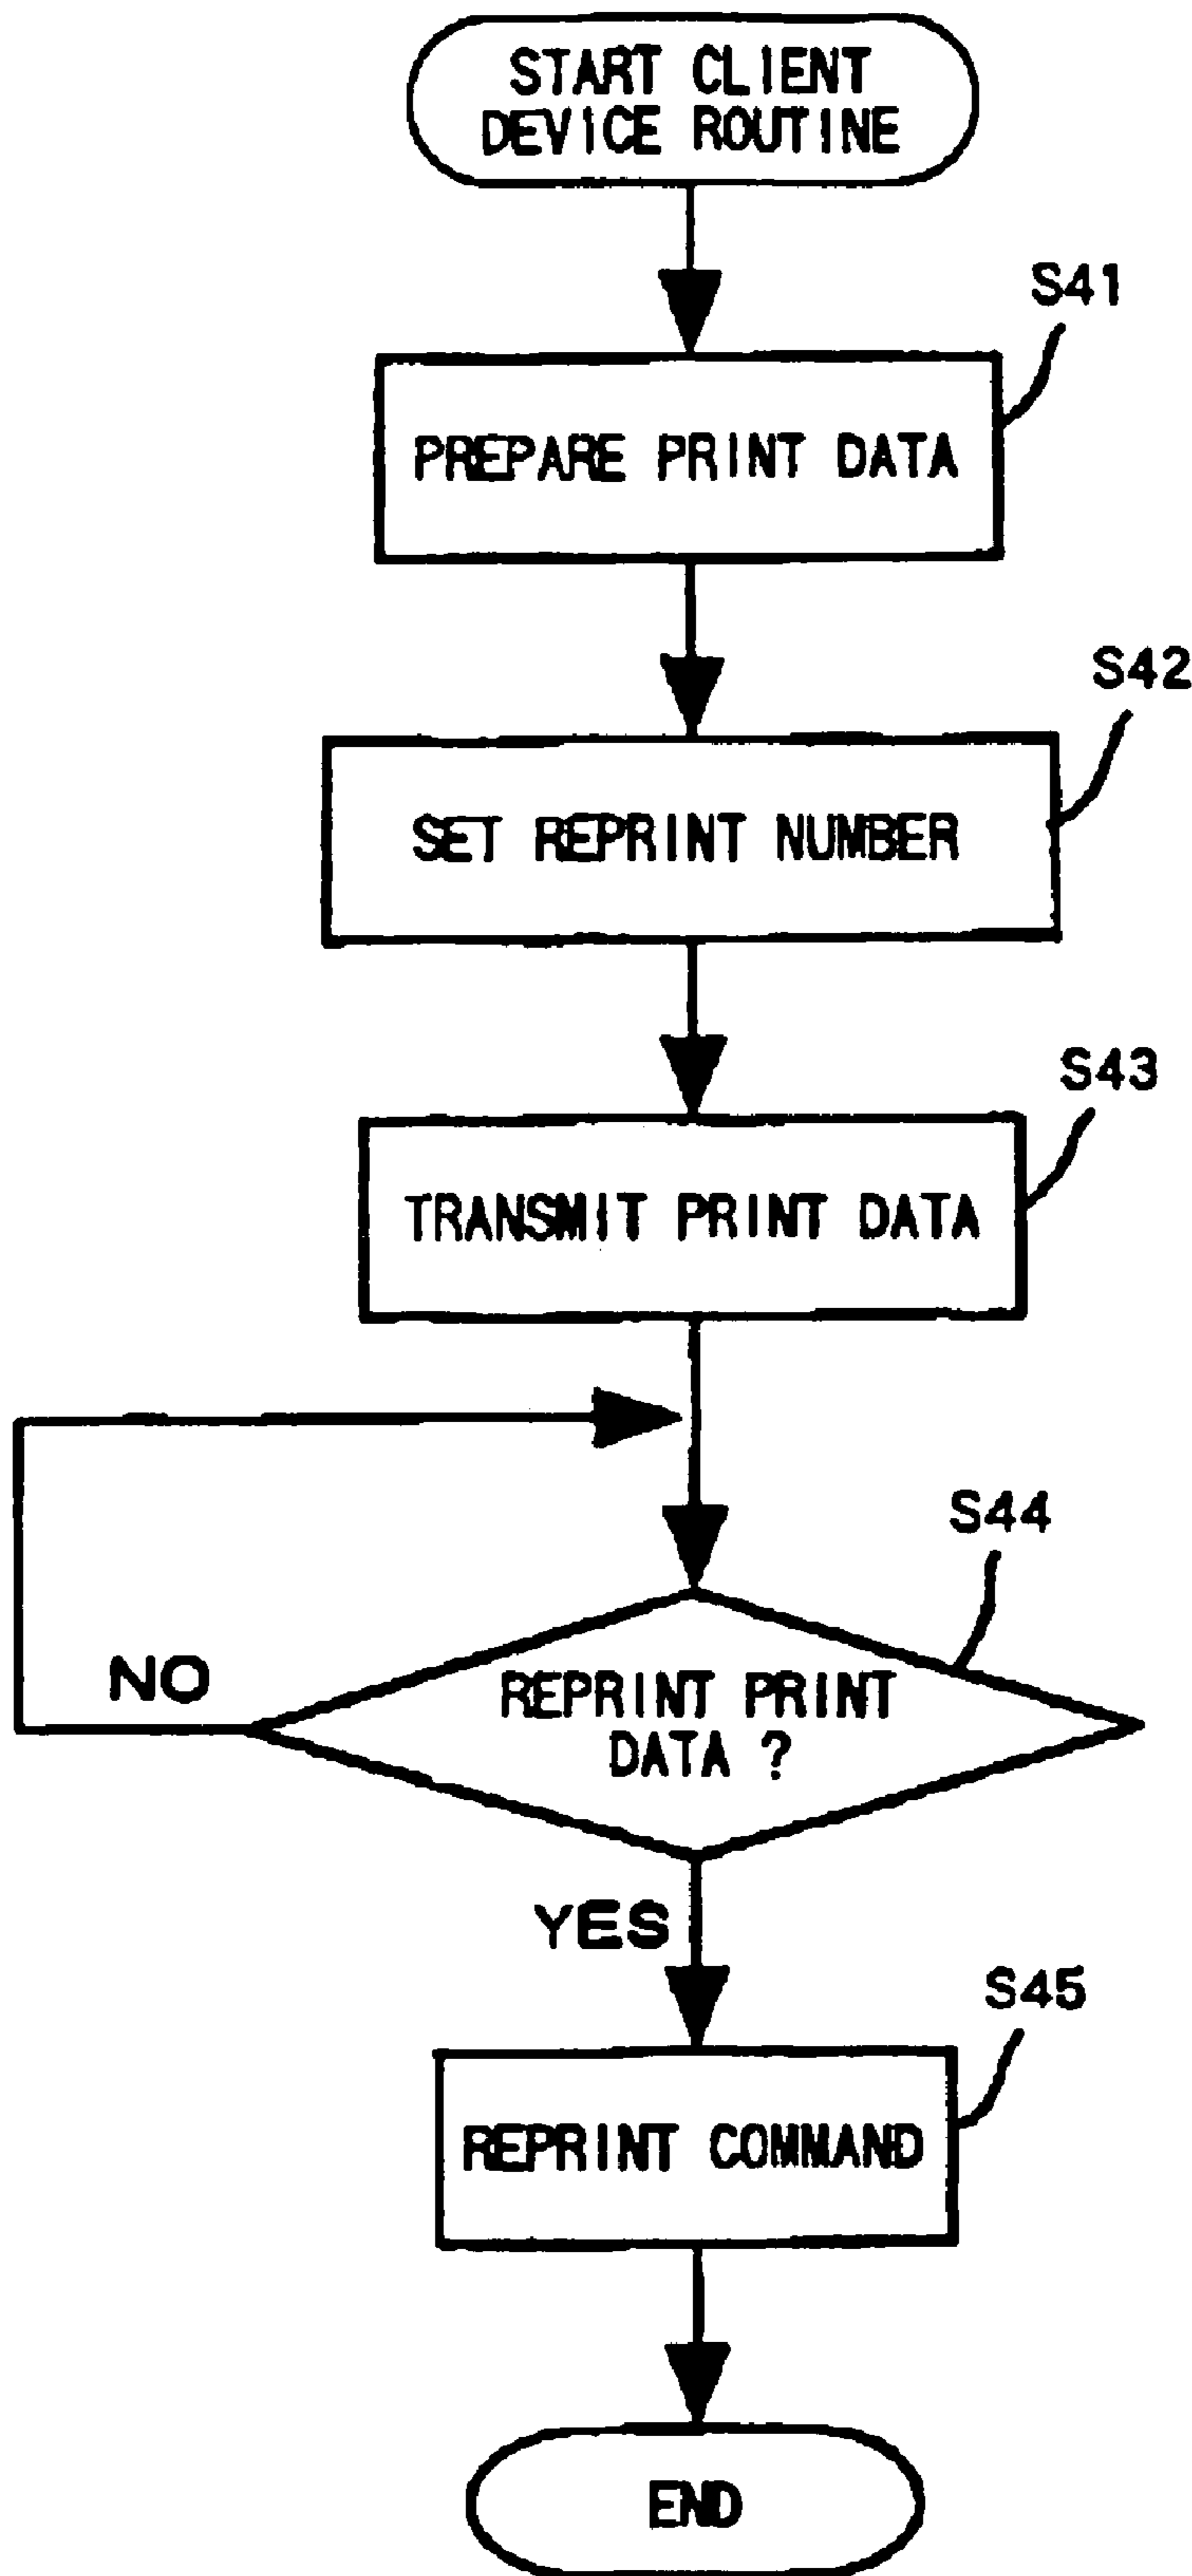 START CLIENT
DEVICE ROUTINE
S41
PREPARE PRINT DATA
S42
SET REPRINT NUMBER
S43
TRANSMIT PRINT DATA
S44
NO
REPRINT PRINT
DATA ?
YES
S45
REPRINT COMMAND
END